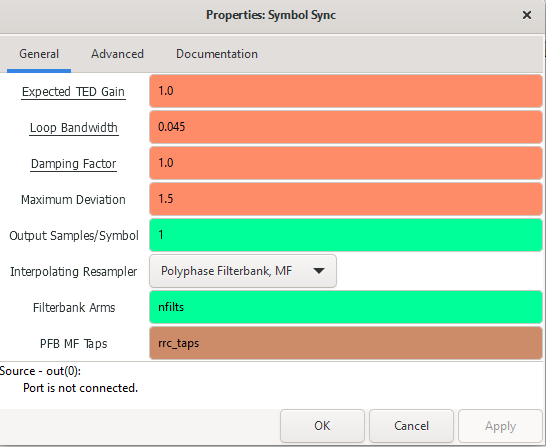 Properties: Symbol Sync
General Advanced Documentation
Expected TED Gain 1.0
Loop Bandwidth 0.045
Damping Factor 1.0
Maximum Deviation 1.5
Output Samples/Symbol 1
Interpolating Resampler Polyphase Filterbank, MF
Filterbank Arms nfilts
PFB MF Taps rrc_taps
Source - out(0):
Port is not connected.
OK Cancel Apply